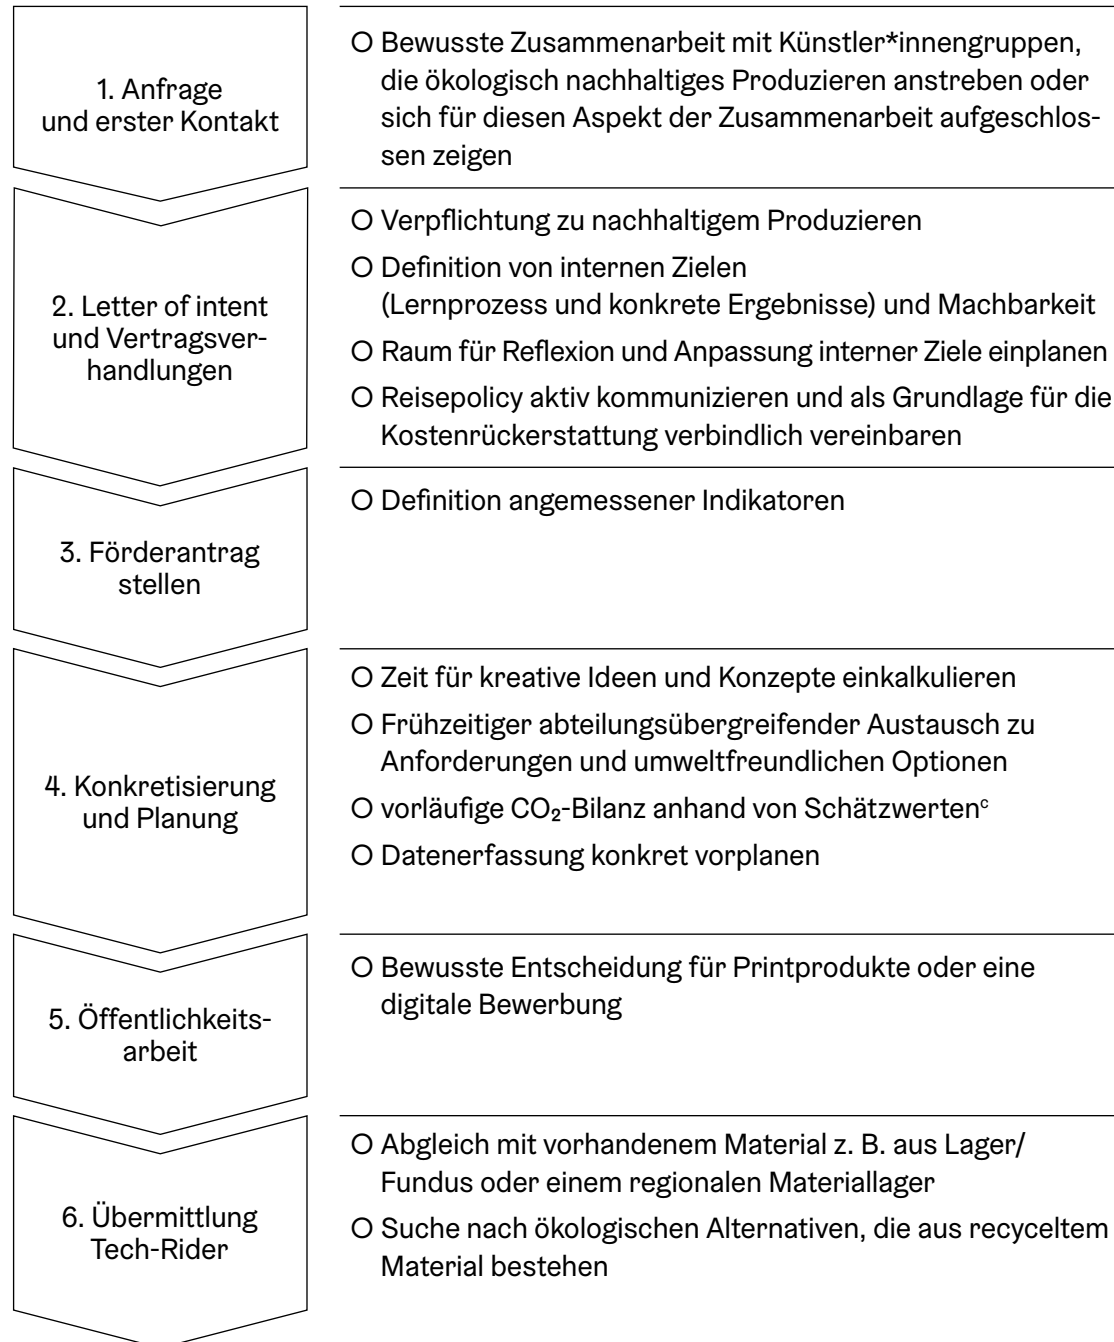 1. Anfrage
und erster Kontakt
O Bewusste Zusammenarbeit mit Künstler*innengruppen,
die ökologisch nachhaltiges Produzieren anstreben oder
sich für diesen Aspekt der Zusammenarbeit aufgeschlos-
sen zeigen
2. Letter of intent
und Vertragsver-
handlungen
O Verpflichtung zu nachhaltigem Produzieren
O Definition von internen Zielen
(Lernprozess und konkrete Ergebnisse) und Machbarkeit
O Raum für Reflexion und Anpassung interner Ziele einplanen
O Reisepolicy aktiv kommunizieren und als Grundlage für die
Kostenrückerstattung verbindlich vereinbaren
3. Förderantrag
stellen
O Definition angemessener Indikatoren
4. Konkretisierung
und Planung
O Zeit für kreative Ideen und Konzepte einkalkulieren
O Frühzeitiger abteilungsübergreifender Austausch zu
Anforderungen und umweltfreundlichen Optionen
O vorläufige CO₂-Bilanz anhand von Schätzwertenᶜ
O Datenerfassung konkret vorplanen
5. Öffentlichkeits-
arbeit
O Bewusste Entscheidung für Printprodukte oder eine
digitale Bewerbung
6. Übermittlung
Tech-Rider
O Abgleich mit vorhandenem Material z. B. aus Lager/
Fundus oder einem regionalen Materiallager
O Suche nach ökologischen Alternativen, die aus recyceltem
Material bestehen